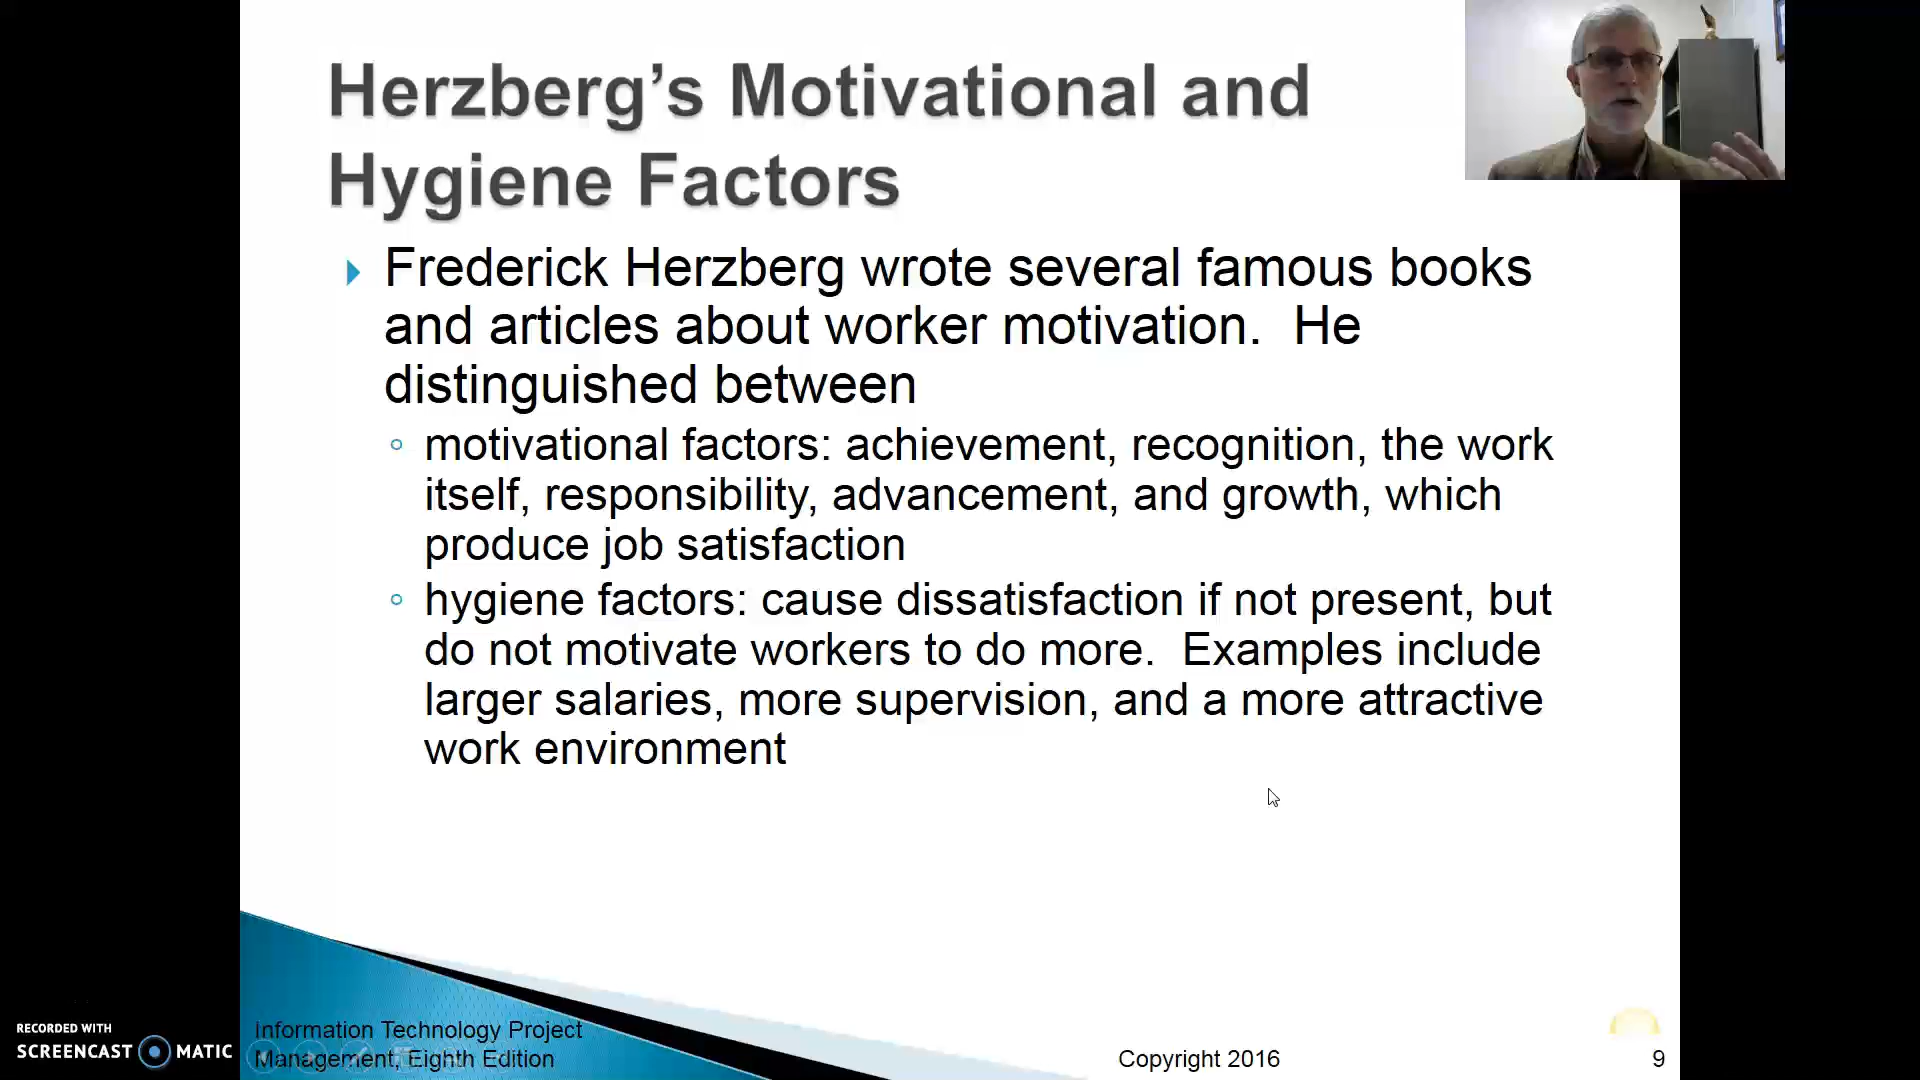 Herzberg’s Motivational and
Hygiene Factors
Frederick Herzberg wrote several famous books
and articles about worker motivation.  He
distinguished between
motivational factors: achievement, recognition, the work
itself, responsibility, advancement, and growth, which
produce job satisfaction
hygiene factors: cause dissatisfaction if not present, but
do not motivate workers to do more.  Examples include
larger salaries, more supervision, and a more attractive
work environment
Information Technology Project
Management, Eighth Edition
Copyright 2016
9
RECORDED WITH
SCREENCAST MATIC